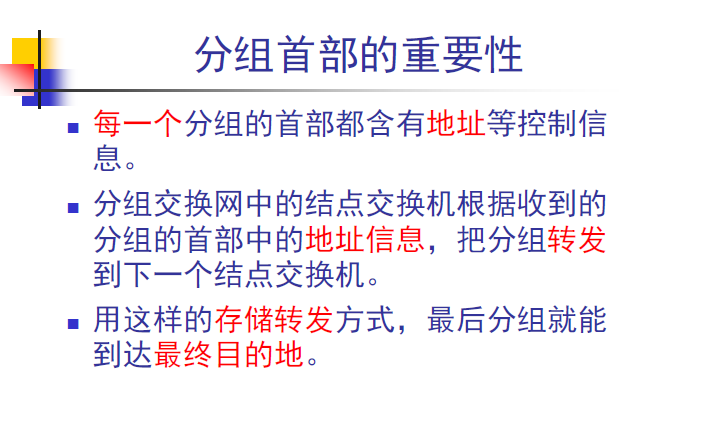 分组首部的重要性
每一个分组的首部都含有地址等控制信
息。
分组交换网中的结点交换机根据收到的
分组的首部中的地址信息，把分组转发
到下一个结点交换机。
用这样的存储转发方式，最后分组就能
到达最终目的地。